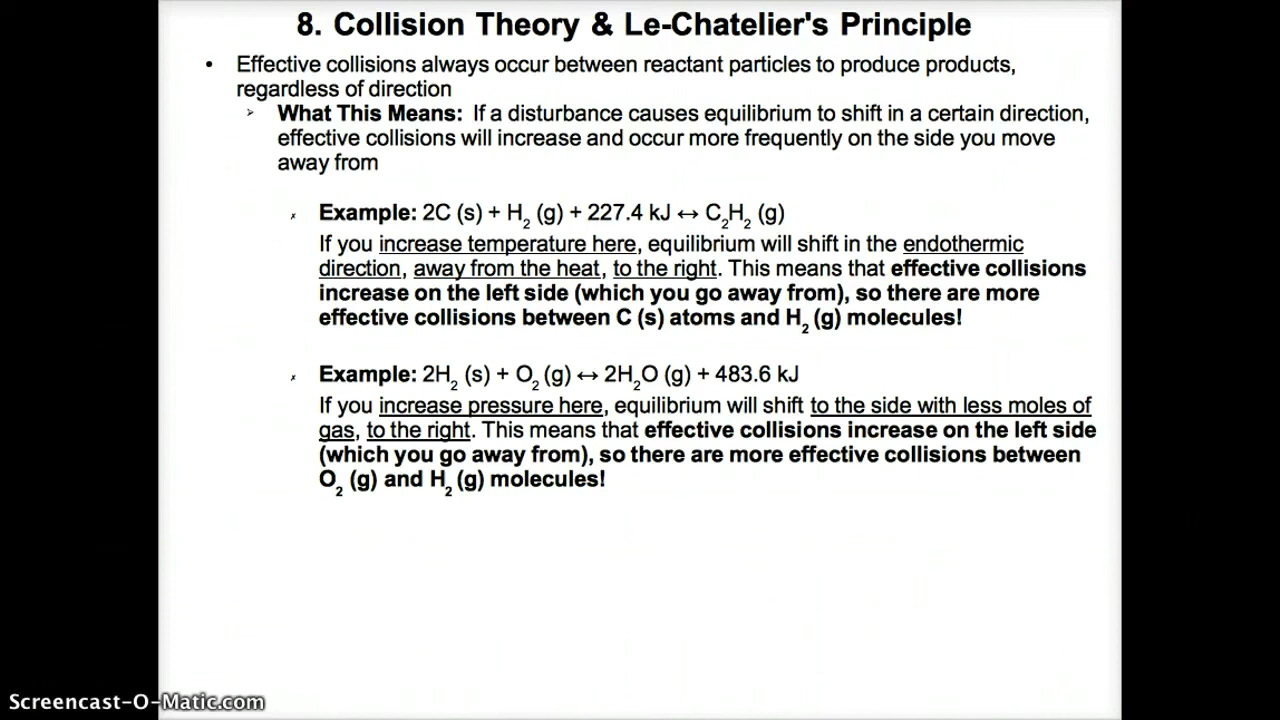 8. Collision Theory & Le-Chatelier's Principle
• Effective collisions always occur between reactant particles to produce products,
regardless of direction
➢ What This Means: If a disturbance causes equilibrium to shift in a certain direction,
effective collisions will increase and occur more frequently on the side you move
away from
✗ Example: 2C (s) + H₂ (g) + 227.4 kJ ↔ C₂H₂ (g)
If you increase temperature here, equilibrium will shift in the endothermic
direction, away from the heat, to the right. This means that effective collisions
increase on the left side (which you go away from), so there are more
effective collisions between C (s) atoms and H₂ (g) molecules!
✗ Example: 2H₂ (s) + O₂ (g) ↔ 2H₂O (g) + 483.6 kJ
If you increase pressure here, equilibrium will shift to the side with less moles of
gas, to the right. This means that effective collisions increase on the left side
(which you go away from), so there are more effective collisions between
O₂ (g) and H₂ (g) molecules!
Screencast-O-Matic.com